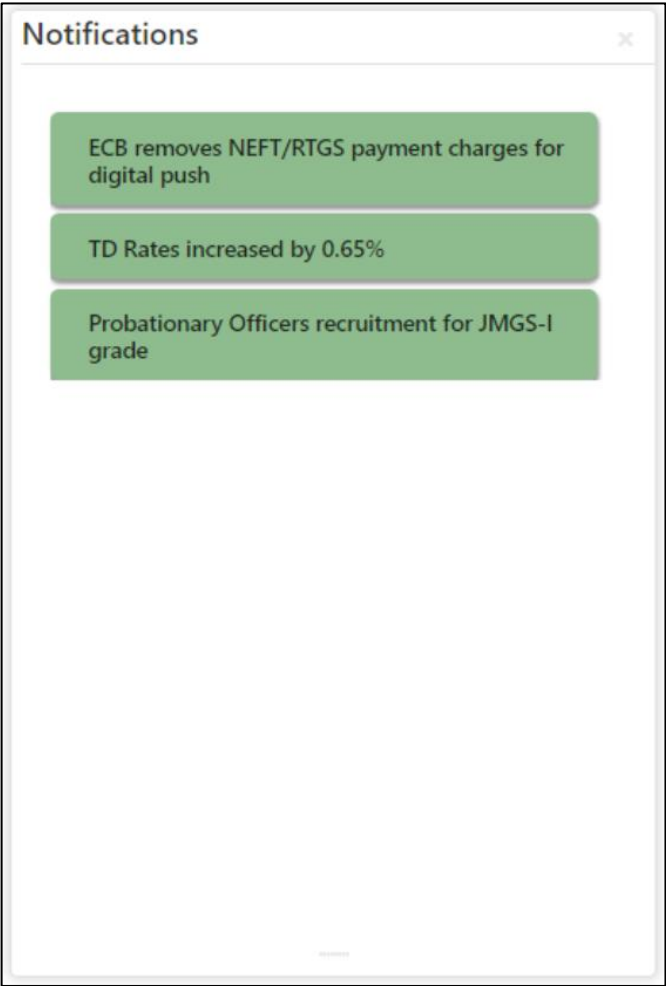 Notifications
ECB removes NEFT/RTGS payment charges for
digital push
TD Rates increased by 0.65%
Probationary Officers recruitment for JMGS-I
grade